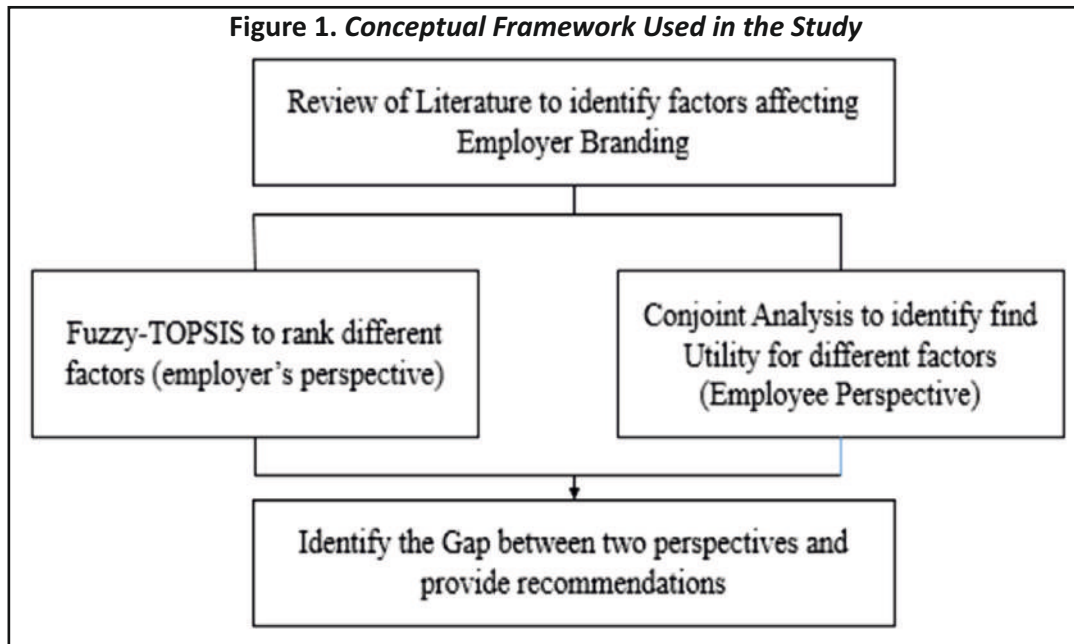 Figure 1. Conceptual Framework Used in the Study
Review of Literature to identify factors affecting
Employer Branding
Fuzzy-TOPSIS to rank different
factors (employer’s perspective)
Conjoint Analysis to identify find
Utility for different factors
(Employee Perspective)
Identify the Gap between two perspectives and
provide recommendations